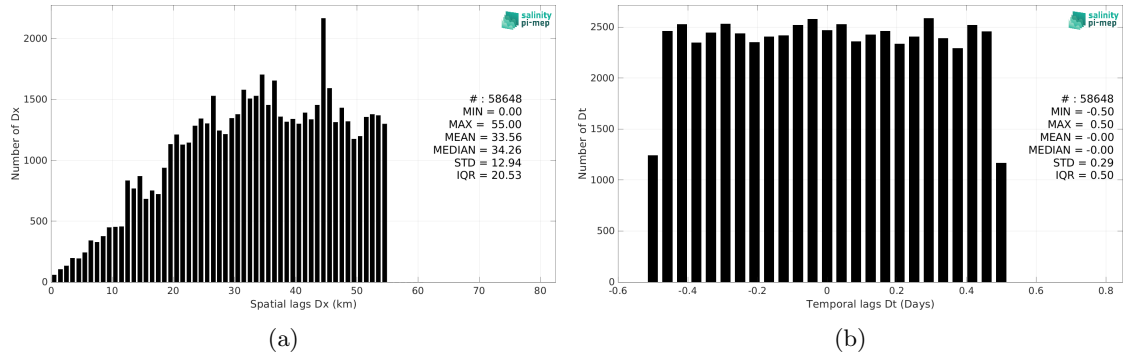 salinity
pi-mep
Number of Dx
2000
1500
1000
500
0
# : 58648
MIN = 0.00
MAX = 55.00
MEAN = 33.56
MEDIAN = 34.26
STD = 12.94
IQR = 20.53
0 10 20 30 40 50 60 70 80
Spatial lags Dx (km)
(a)
salinity
pi-mep
Number of Dt
2500
2000
1500
1000
500
0
# : 58648
MIN = -0.50
MAX = 0.50
MEAN = -0.00
MEDIAN = -0.00
STD = 0.29
IQR = 0.50
-0.6 -0.4 -0.2 0 0.2 0.4 0.6 0.8
Temporal lags Dt (Days)
(b)